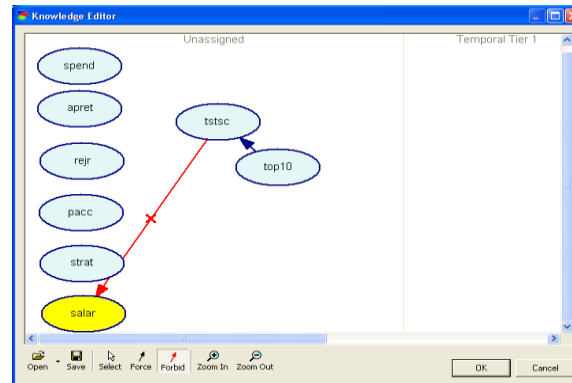 Knowledge Editor
Unassigned
Temporal Tier 1
spend
apret
tstsc
rejr
top10
pacc
strat
salar
Open Save Select Force Forbid Zoom In Zoom Out
OK Cancel